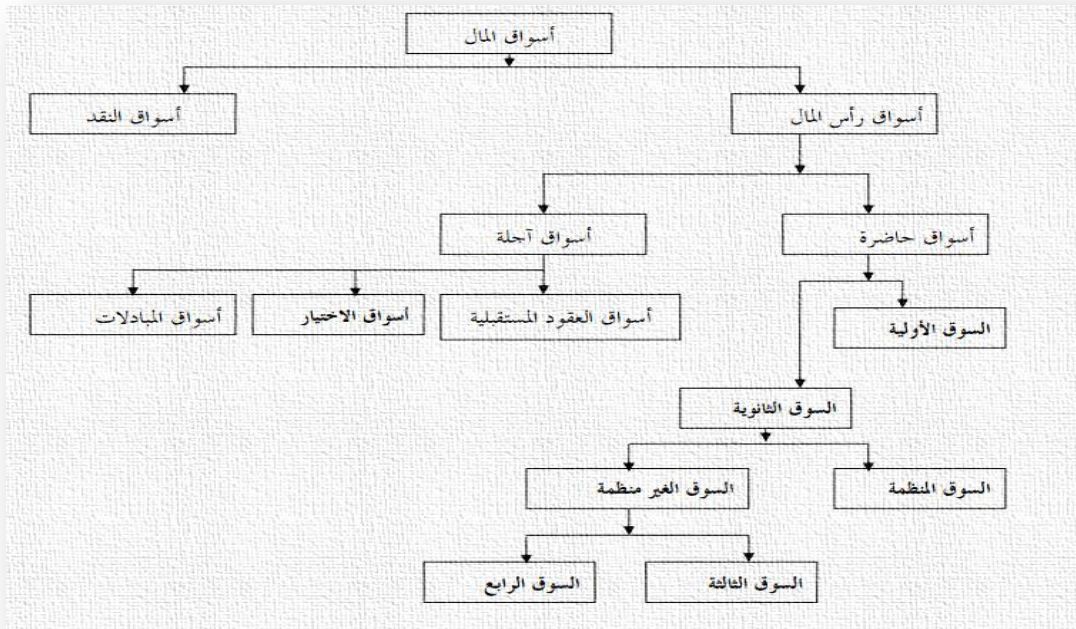 أسواق المال
أسواق رأس المال
أسواق النقد
أسواق حاضرة
أسواق آجلة
السوق الأولية
أسواق العقود المستقبلية
أسواق الاختيار
أسواق المبادلات
السوق الثانوية
السوق المنظمة
السوق الغير منظمة
السوق الثالثة
السوق الرابع